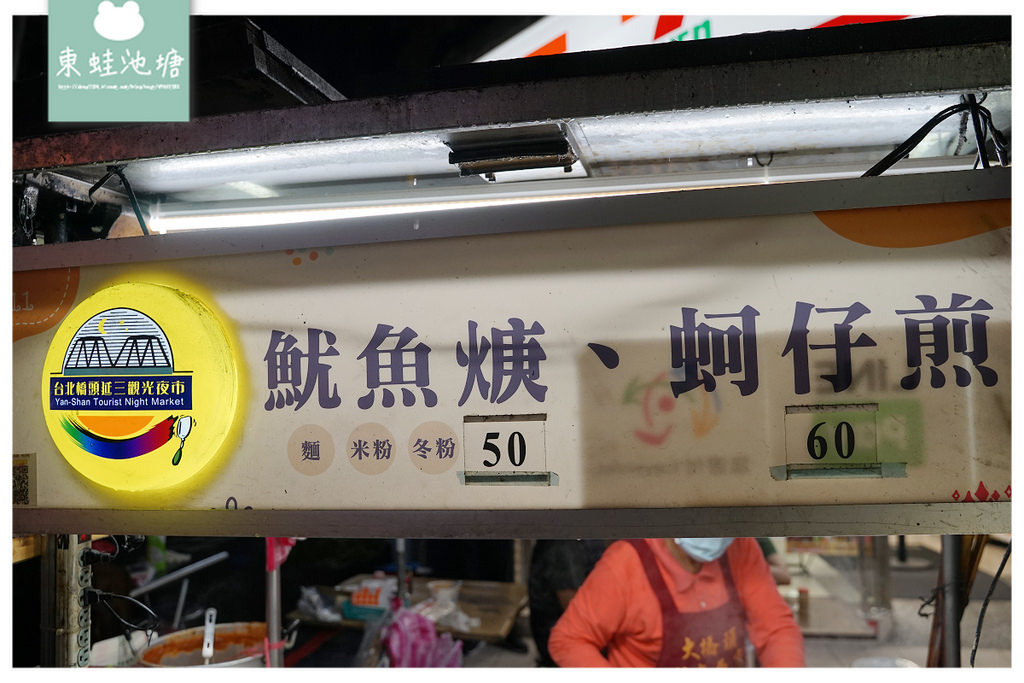 東蛙池塘
台北橋頭延三觀光夜市
Yan-Shan Tourist Night Market
魷魚焿、蚵仔煎
麵 米粉 冬粉 50 60